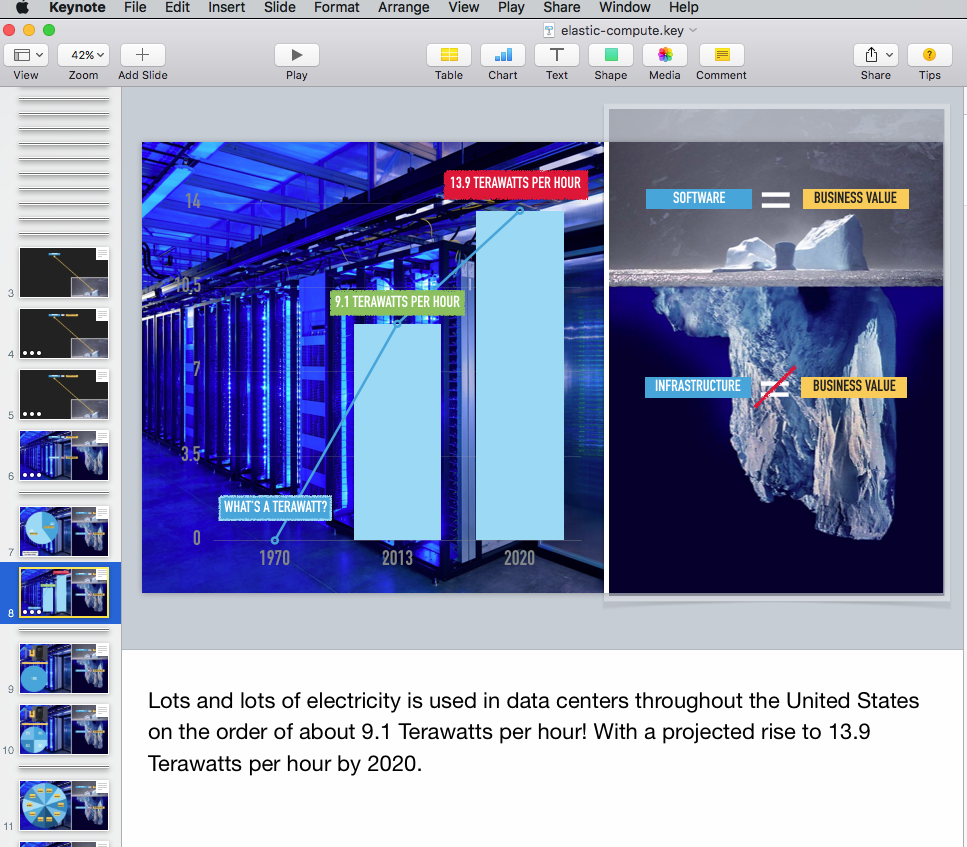 Keynote File Edit Insert Slide Format Arrange View Play Share Window Help
elastic-compute.key
42%
View Zoom Add Slide Play Table Chart Text Shape Media Comment Share Tips
13.9 TERAWATTS PER HOUR
14
SOFTWARE = BUSINESS VALUE
10.5
9.1 TERAWATTS PER HOUR
7
INFRASTRUCTURE BUSINESS VALUE
3.5
WHAT'S A TERAWATT?
0
1970 2013 2020
3
4
5
6
7
8
9
10
11
Lots and lots of electricity is used in data centers throughout the United States
on the order of about 9.1 Terawatts per hour! With a projected rise to 13.9
Terawatts per hour by 2020.